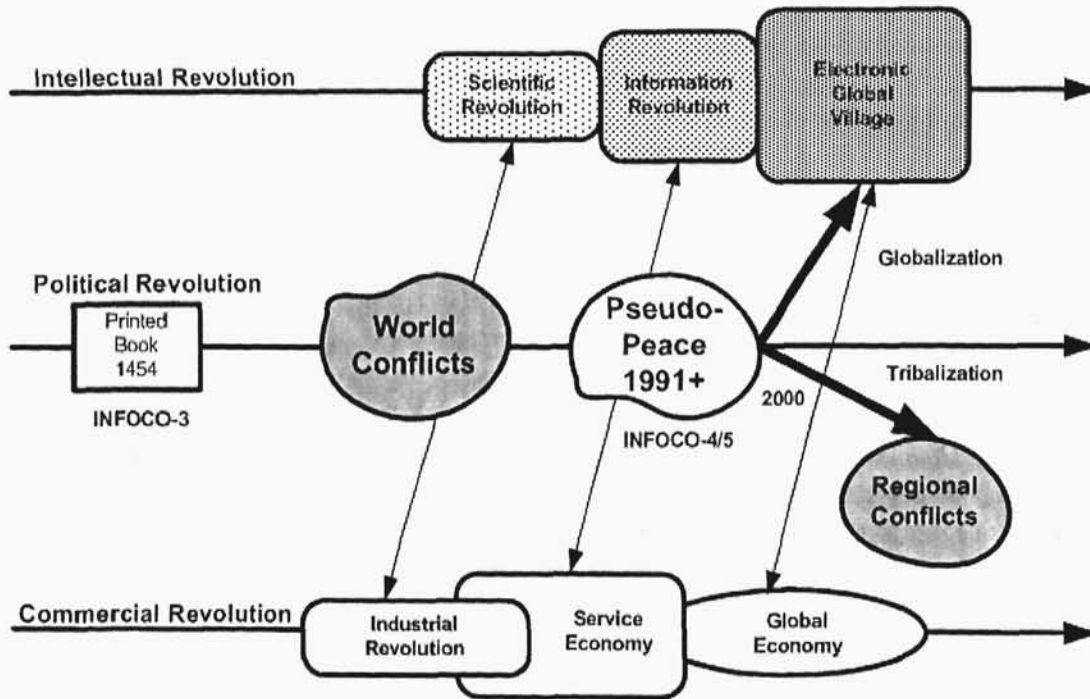 Intellectual Revolution
Scientific
Revolution
Information
Revolution
Electronic
Global
Village
Political Revolution
Printed
Book
1454
INFOCO-3
World
Conflicts
Pseudo-
Peace
1991+
INFOCO-4/5
2000
Globalization
Tribalization
Regional
Conflicts
Commercial Revolution
Industrial
Revolution
Service
Economy
Global
Economy